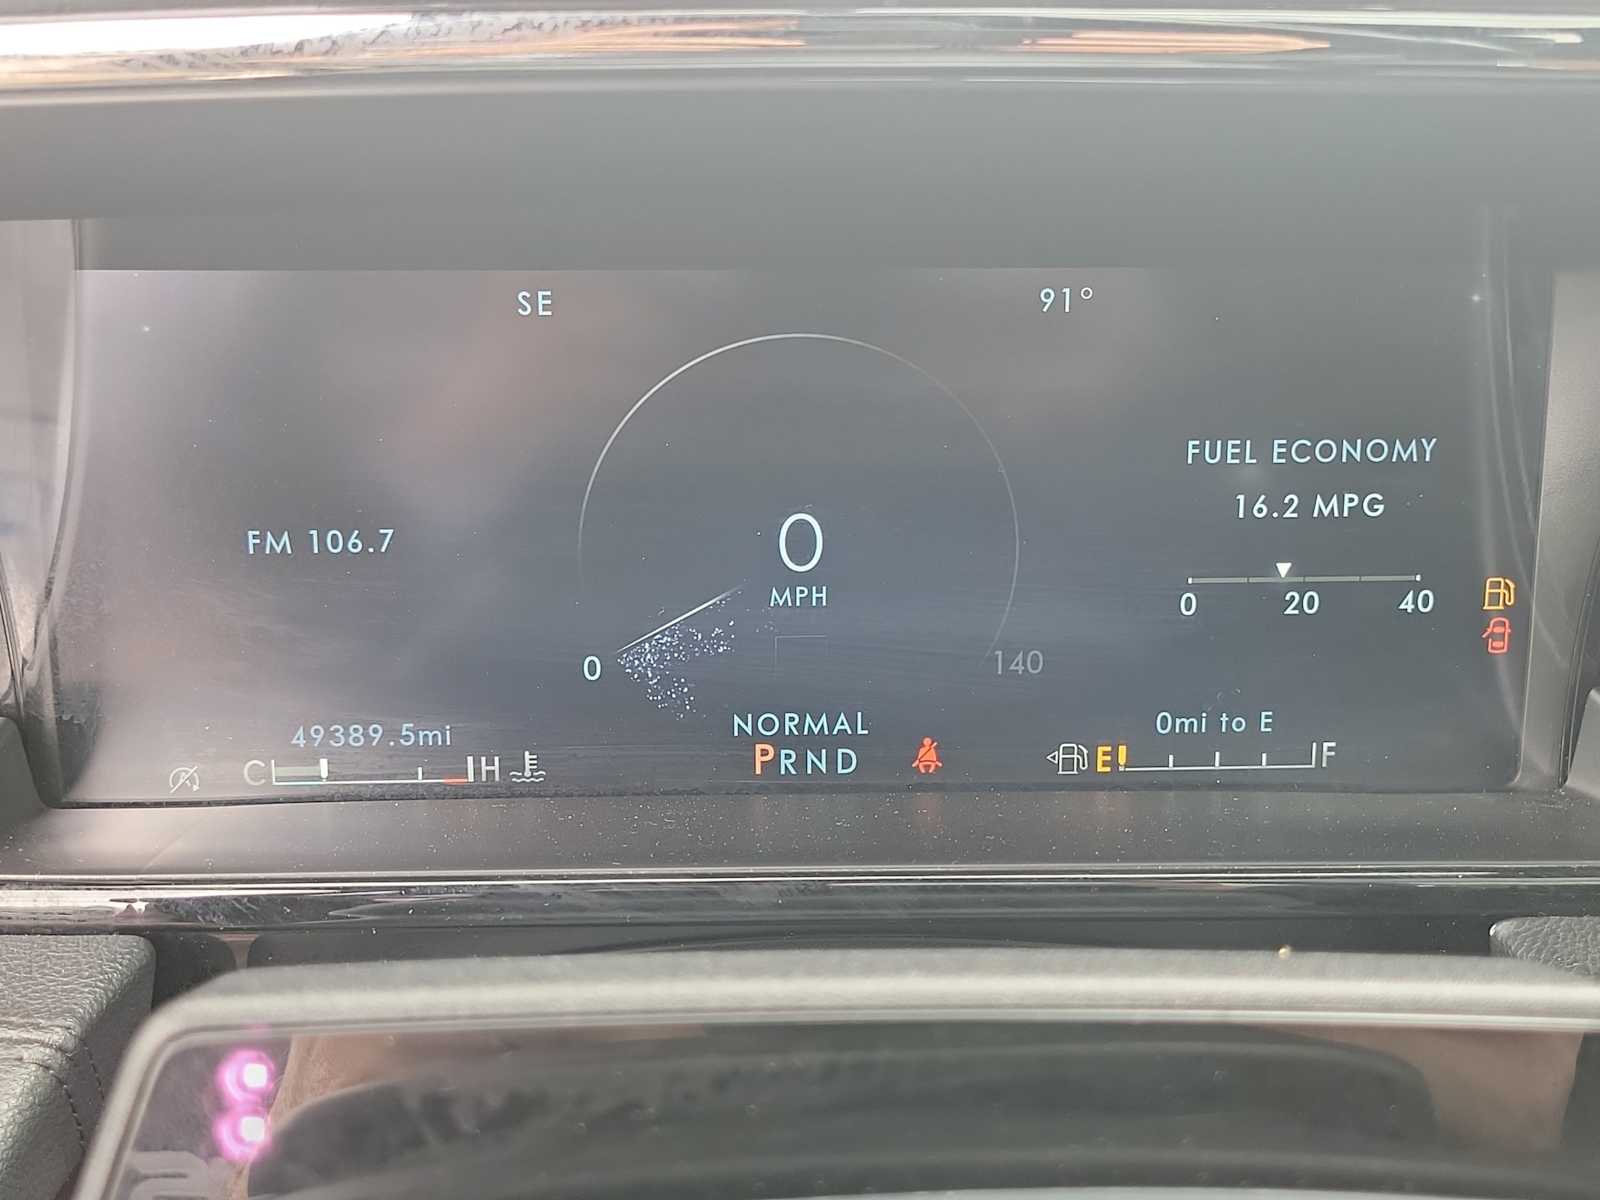 SE
91°
FUEL ECONOMY
16.2 MPG
FM 106.7
0
MPH
0 20 40
0
140
49389.5mi
NORMAL
0mi to E
C H
PRND
E F